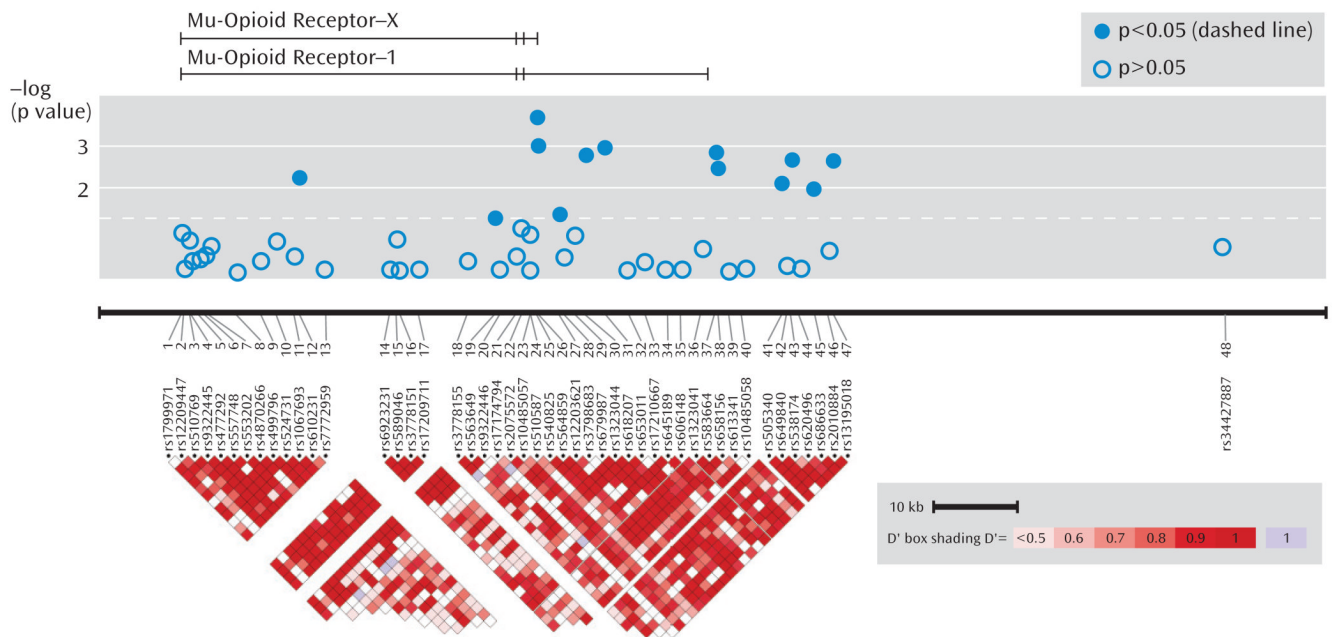 Mu-Opioid Receptor–X
Mu-Opioid Receptor–1
p<0.05 (dashed line)
p>0.05
–log
(p value)
3
2
1 2 3 4 5 6 7 8 9 10 11 12 13 14 15 16 17 18 19 20 21 22 23 24 25 26 27 28 29 30 31 32 33 34 35 36 37 38 39 40 41 42 43 44 45 46 47 48
rs1799971
rs12209447
rs510769
rs9322445
rs477292
rs557748
rs553202
rs4870266
rs499796
rs524731
rs1067693
rs610231
rs7772959
rs6923231
rs589046
rs3778151
rs17209711
rs3778155
rs563649
rs9322446
rs17174794
rs2075572
rs10485057
rs510587
rs540825
rs564859
rs12203621
rs3798683
rs679987
rs1323044
rs618207
rs653011
rs17210667
rs645189
rs606148
rs1323041
rs583664
rs658156
rs613341
rs10485058
rs505340
rs649840
rs538174
rs620496
rs686633
rs2010884
rs13195018
rs34427887
10 kb
D' box shading D'= <0.5 0.6 0.7 0.8 0.9 1 1